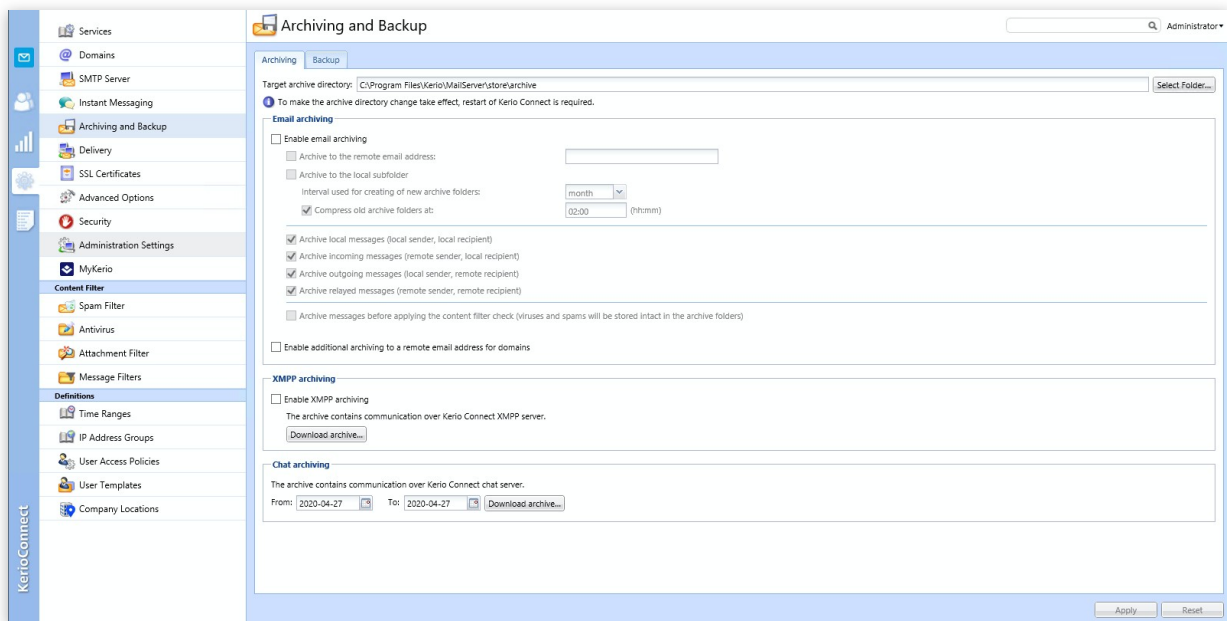 Archiving and Backup
Administrator
Services
Domains
SMTP Server
Instant Messaging
Archiving and Backup
Delivery
SSL Certificates
Advanced Options
Security
Administration Settings
MyKerio
Content Filter
Spam Filter
Antivirus
Attachment Filter
Message Filters
Definitions
Time Ranges
IP Address Groups
User Access Policies
User Templates
Company Locations
KerioConnect
Archiving
Backup
Target archive directory: C:\Program Files\Kerio\MailServer\store\archive Select Folder...
To make the archive directory change take effect, restart of Kerio Connect is required.
Email archiving
Enable email archiving
Archive to the remote email address:
Archive to the local subfolder
Interval used for creating of new archive folders: month
Compress old archive folders at: 02:00 (hh:mm)
Archive local messages (local sender, local recipient)
Archive incoming messages (remote sender, local recipient)
Archive outgoing messages (local sender, remote recipient)
Archive relayed messages (remote sender, remote recipient)
Archive messages before applying the content filter check (viruses and spams will be stored intact in the archive folders)
Enable additional archiving to a remote email address for domains
XMPP archiving
Enable XMPP archiving
The archive contains communication over Kerio Connect XMPP server.
Download archive...
Chat archiving
The archive contains communication over Kerio Connect chat server.
From: 2020-04-27 To: 2020-04-27 Download archive...
Apply Reset